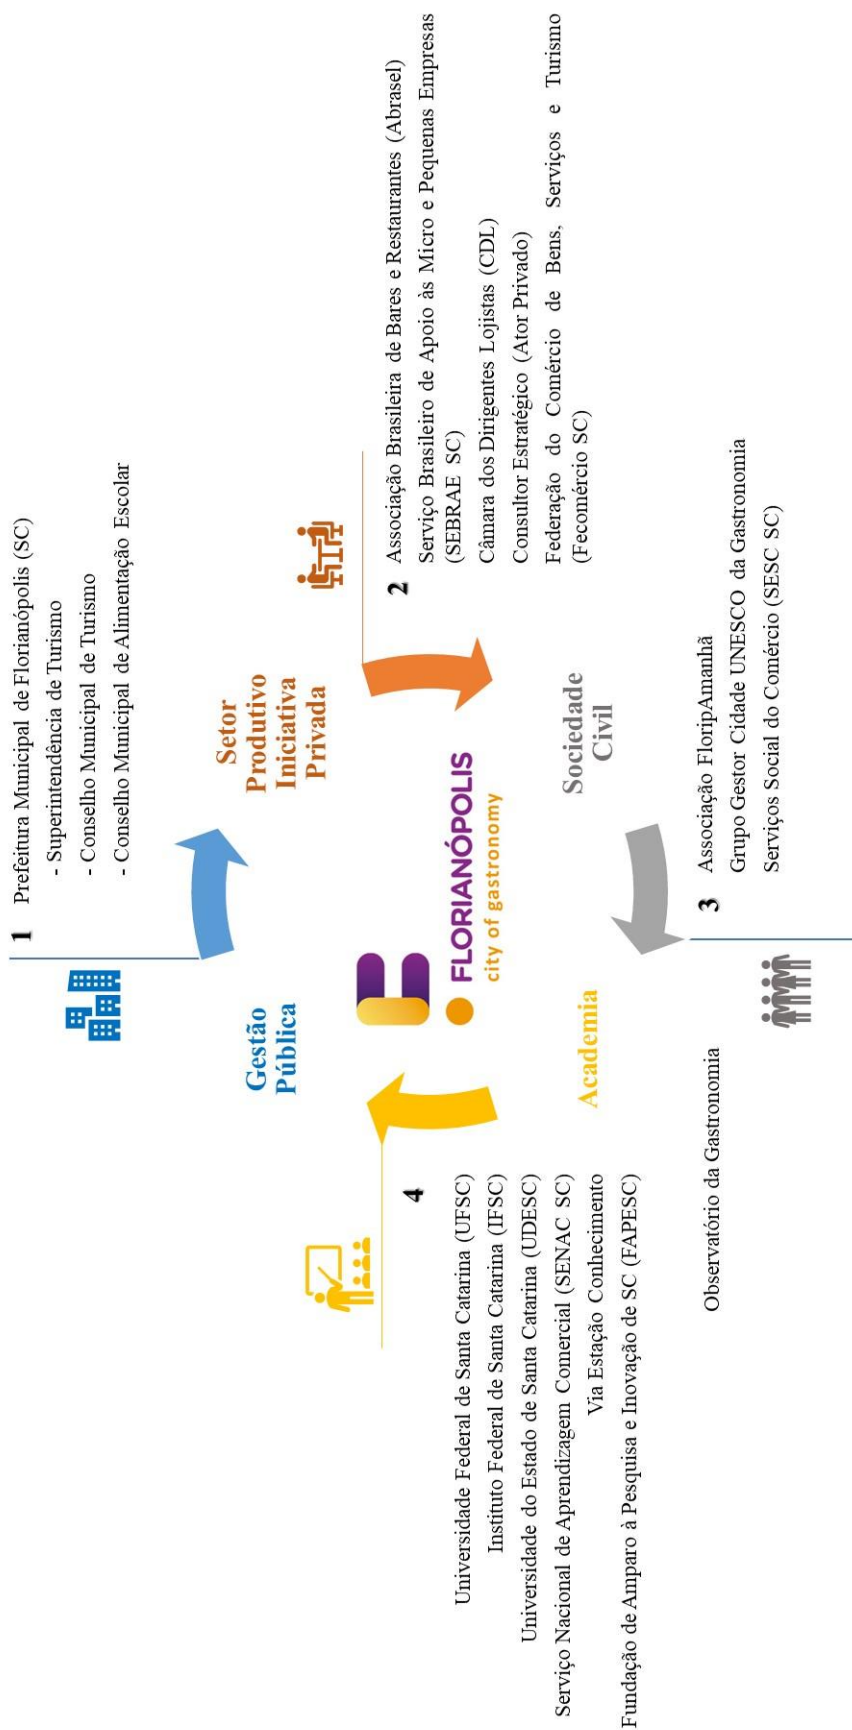 1
Prefeitura Municipal de Florianópolis (SC)
- Superintendência de Turismo
- Conselho Municipal de Turismo
- Conselho Municipal de Alimentação Escolar
Gestão
Pública
Setor
Produtivo
Iniciativa
Privada
2
Associação Brasileira de Bares e Restaurantes (Abrasel)
Serviço Brasileiro de Apoio às Micro e Pequenas Empresas
(SEBRAE SC)
Câmara dos Dirigentes Lojistas (CDL)
Consultor Estratégico (Ator Privado)
Federação do Comércio de Bens, Serviços e Turismo
(Fecomércio SC)
FLORIANÓPOLIS
city of gastronomy
Sociedade
Civil
3
Associação FloripAmanhã
Grupo Gestor Cidade UNESCO da Gastronomia
Serviços Social do Comércio (SESC SC)
Academia
4
Universidade Federal de Santa Catarina (UFSC)
Instituto Federal de Santa Catarina (IFSC)
Universidade do Estado de Santa Catarina (UDESC)
Serviço Nacional de Aprendizagem Comercial (SENAC SC)
Via Estação Conhecimento
Fundação de Amparo à Pesquisa e Inovação de SC (FAPESC)
Observatório da Gastronomia